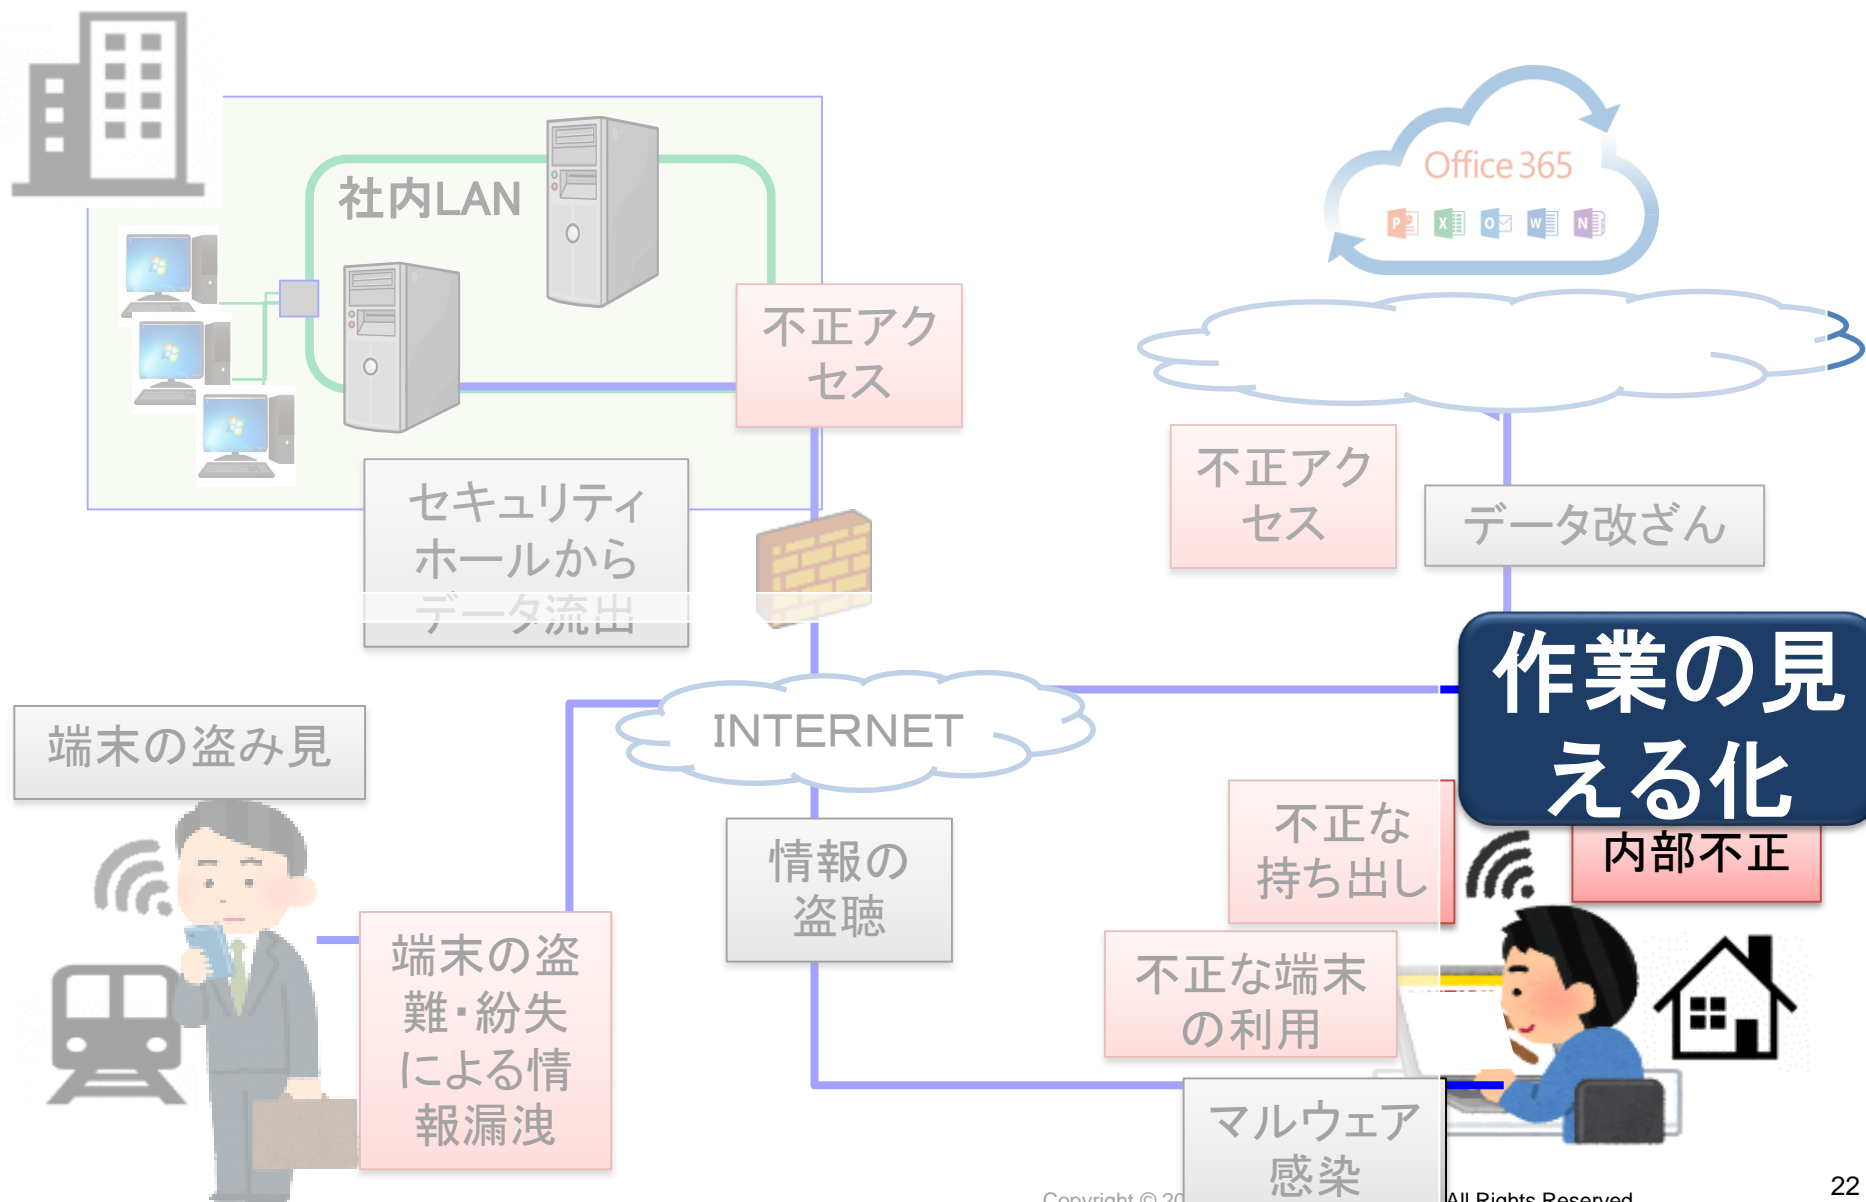 社内LAN
不正アク
セス
セキュリティ
ホールから
データ流出
Office 365
P
X
O
W
N
不正アク
セス
データ改ざん
作業の見
える化
INTERNET
端末の盗み見
情報の
盗聴
不正な
持ち出し
内部不正
端末の盗
難・紛失
による情
報漏洩
不正な端末
の利用
マルウェア
感染
Copyright © 20
All Rights Reserved
22